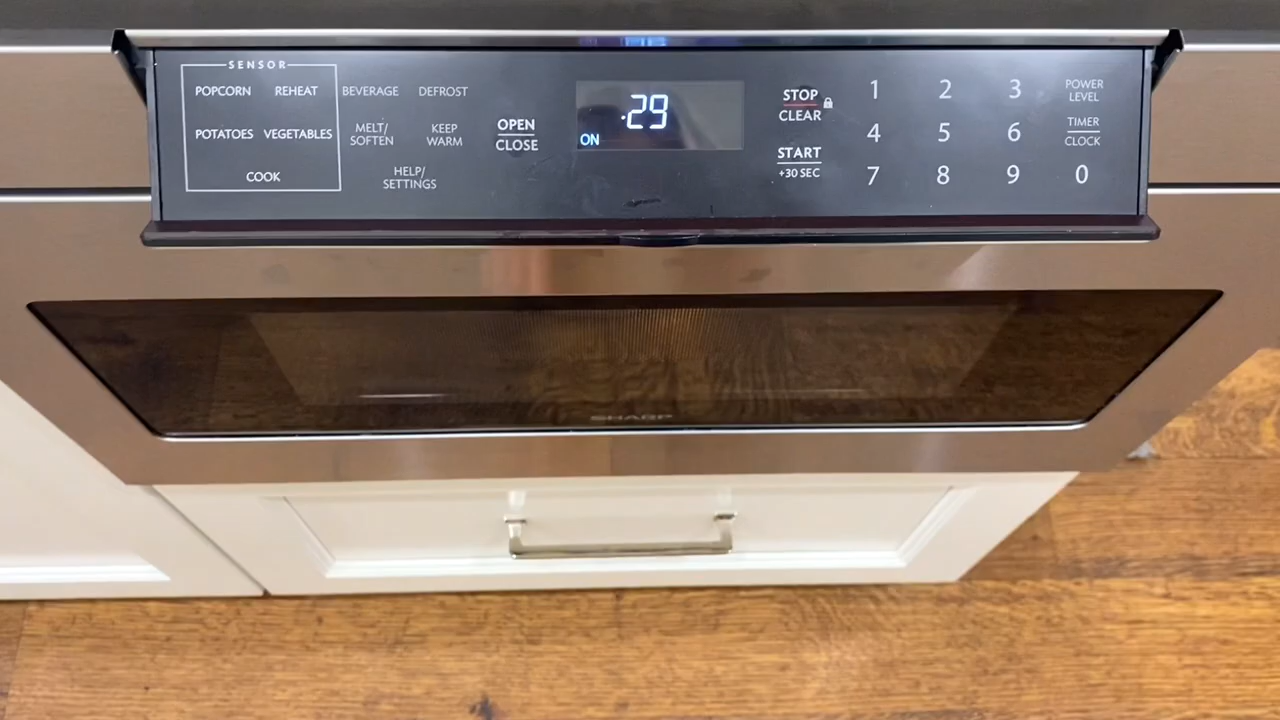 SENSOR
POPCORN REHEAT
POTATOES VEGETABLES
COOK
BEVERAGE DEFROST
MELT/
SOFTEN
KEEP
WARM
HELP/
SETTINGS
OPEN
CLOSE
.29
ON
STOP
CLEAR
START
+30 SEC
1 2 3
4 5 6
7 8 9 0
POWER
LEVEL
TIMER
CLOCK
SHARP